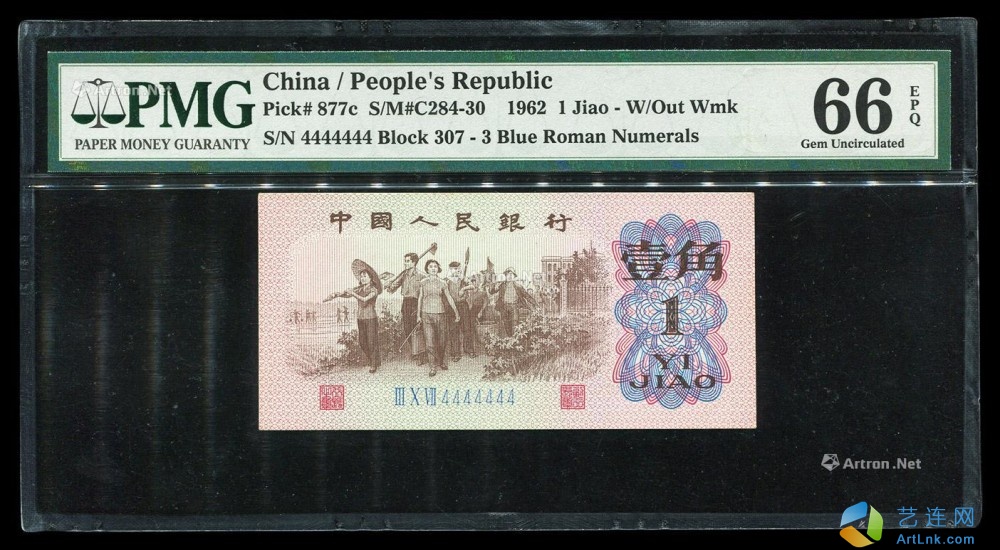 PMG
PAPER MONEY GUARANTY
China / People's Republic
Pick# 877c S/M#C284-30 1962 1 Jiao - W/Out Wmk
S/N 4444444 Block 307 - 3 Blue Roman Numerals
66
EPQ
Gem Uncirculated
中國人民銀行
壹角
1
YI
JIAO
ⅢⅩⅦ 4444444
Artron.Net
艺连网
ArtLnk.com